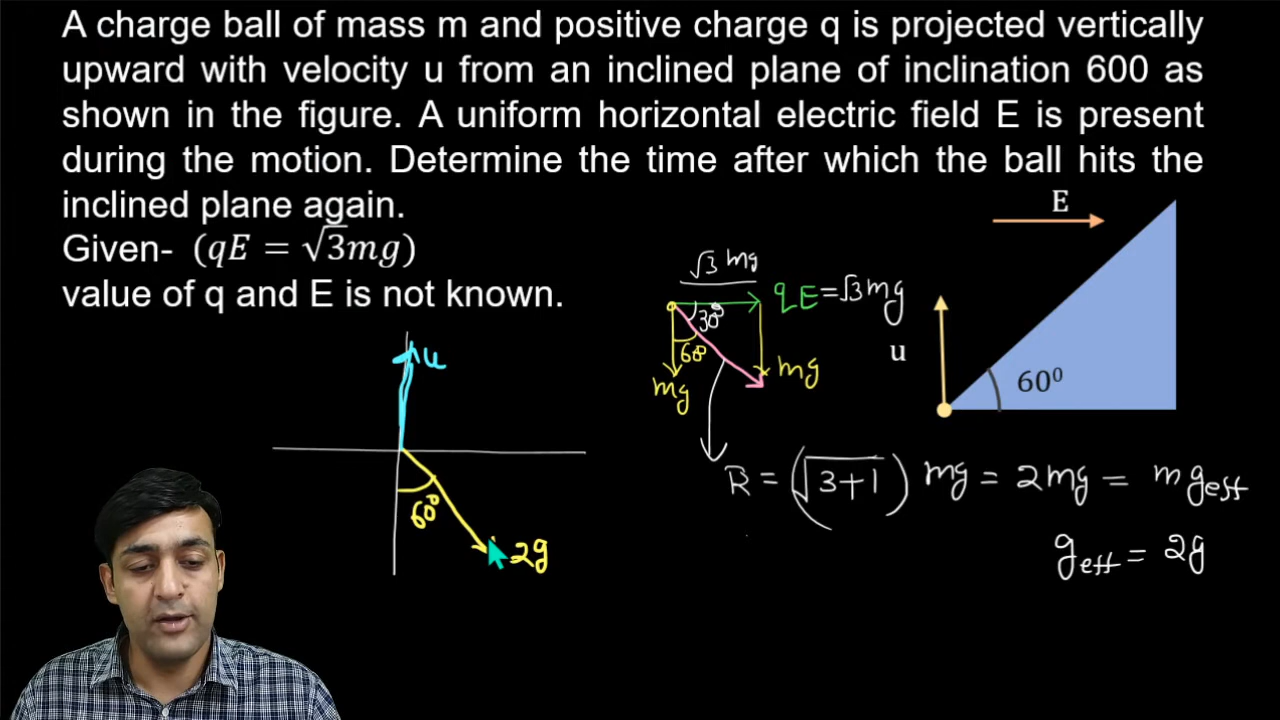 A charge ball of mass m and positive charge q is projected vertically
upward with velocity u from an inclined plane of inclination 600 as
shown in the figure. A uniform horizontal electric field E is present
during the motion. Determine the time after which the ball hits the
inclined plane again.
Given- (qE = √3mg)
value of q and E is not known.
E
√3 mg
qE = √3 mg
30°
60°
mg
mg
u
60⁰
u
60°
2g
R = (√3+1) mg = 2mg = m geff
geff = 2g